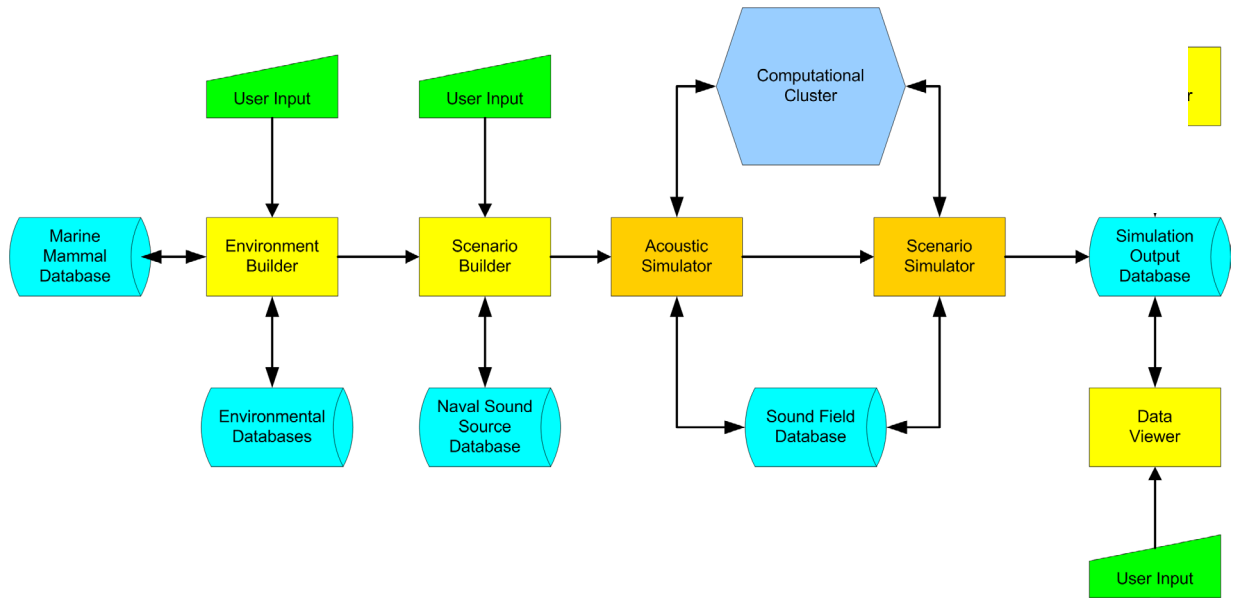 User Input
User Input
Computational
Cluster
r
Marine
Mammal
Database
Environment
Builder
Scenario
Builder
Acoustic
Simulator
Scenario
Simulator
Simulation
Output
Database
Environmental
Databases
Naval Sound
Source
Database
Sound Field
Database
Data
Viewer
User Input